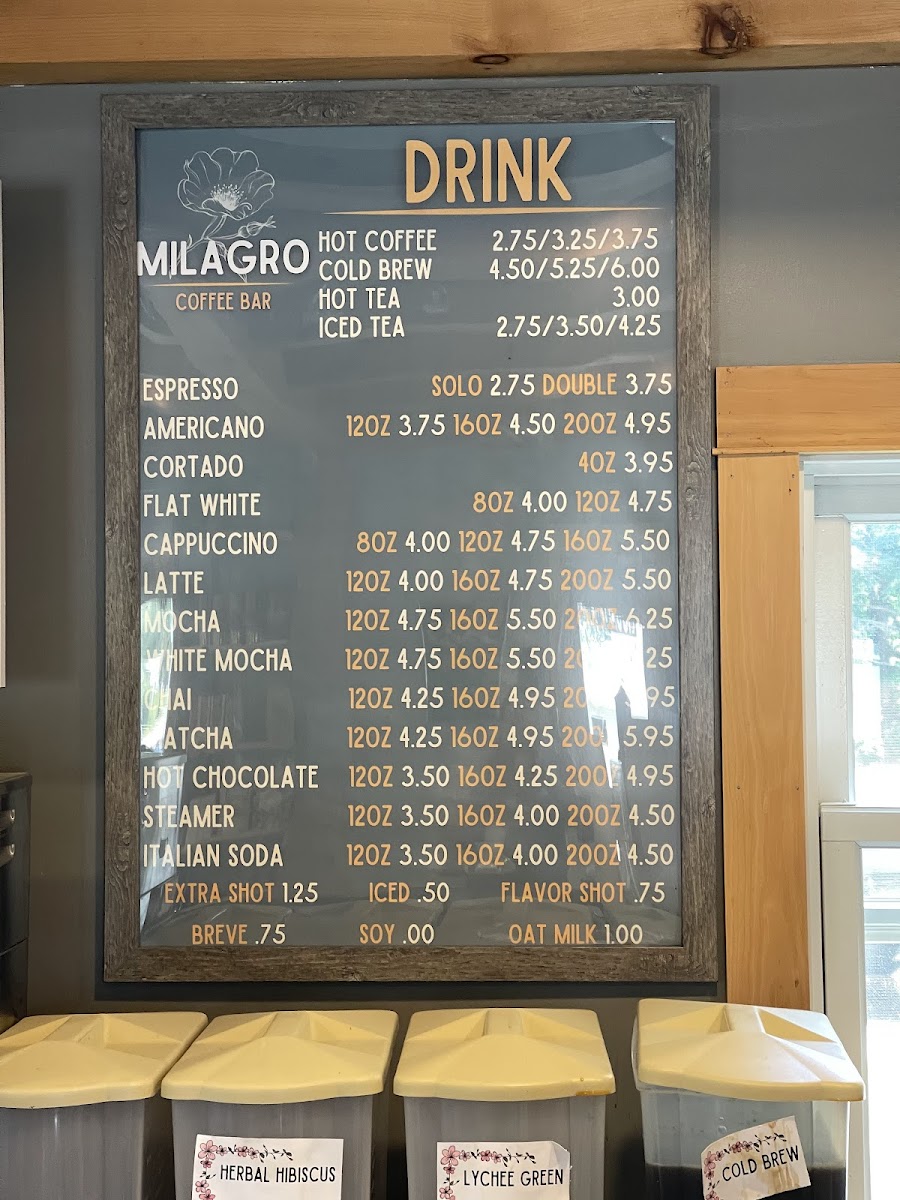 DRINK
MILAGRO
COFFEE BAR
HOT COFFEE 2.75/3.25/3.75
COLD BREW 4.50/5.25/6.00
HOT TEA 3.00
ICED TEA 2.75/3.50/4.25
ESPRESSO SOLO 2.75 DOUBLE 3.75
AMERICANO 12OZ 3.75 16OZ 4.50 20OZ 4.95
CORTADO 4OZ 3.95
FLAT WHITE 8OZ 4.00 12OZ 4.75
CAPPUCCINO 8OZ 4.00 12OZ 4.75 16OZ 5.50
LATTE 12OZ 4.00 16OZ 4.75 20OZ 5.50
MOCHA 12OZ 4.75 16OZ 5.50 20OZ 6.25
WHITE MOCHA 12OZ 4.75 16OZ 5.50
CHAI 12OZ 4.25 16OZ 4.95
MATCHA 12OZ 4.25 16OZ 4.95 20OZ 5.95
HOT CHOCOLATE 12OZ 3.50 16OZ 4.25 20OZ 4.95
STEAMER 12OZ 3.50 16OZ 4.00 20OZ 4.50
ITALIAN SODA 12OZ 3.50 16OZ 4.00 20OZ 4.50
EXTRA SHOT 1.25 ICED .50 FLAVOR SHOT .75
BREVE .75 SOY .00 OAT MILK 1.00
HERBAL HIBISCUS
LYCHEE GREEN
COLD BREW